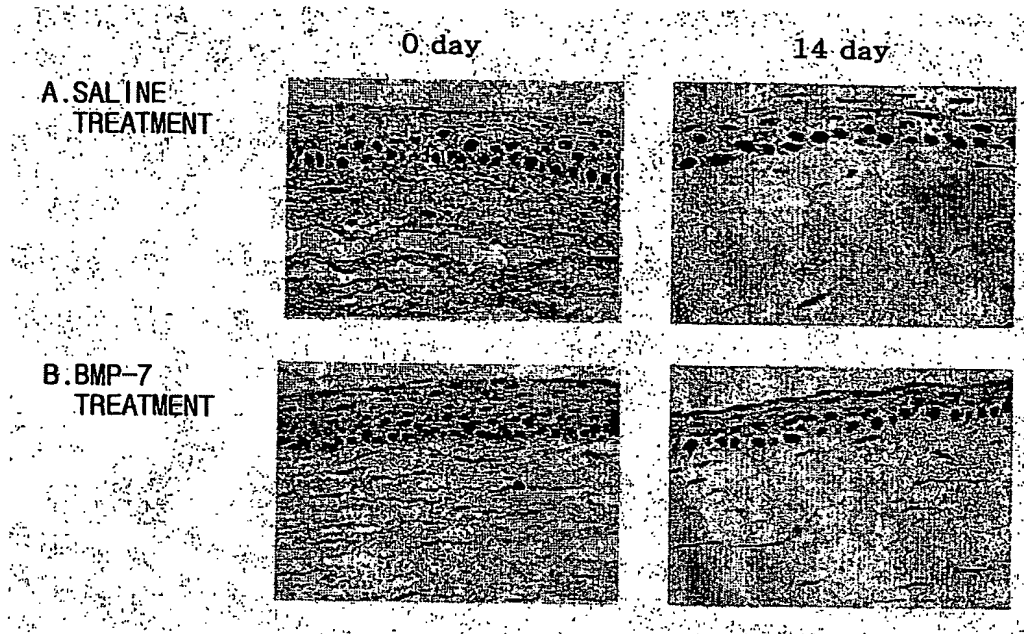 0 day
14 day
A.SALINE
TREATMENT
B.BMP-7
TREATMENT